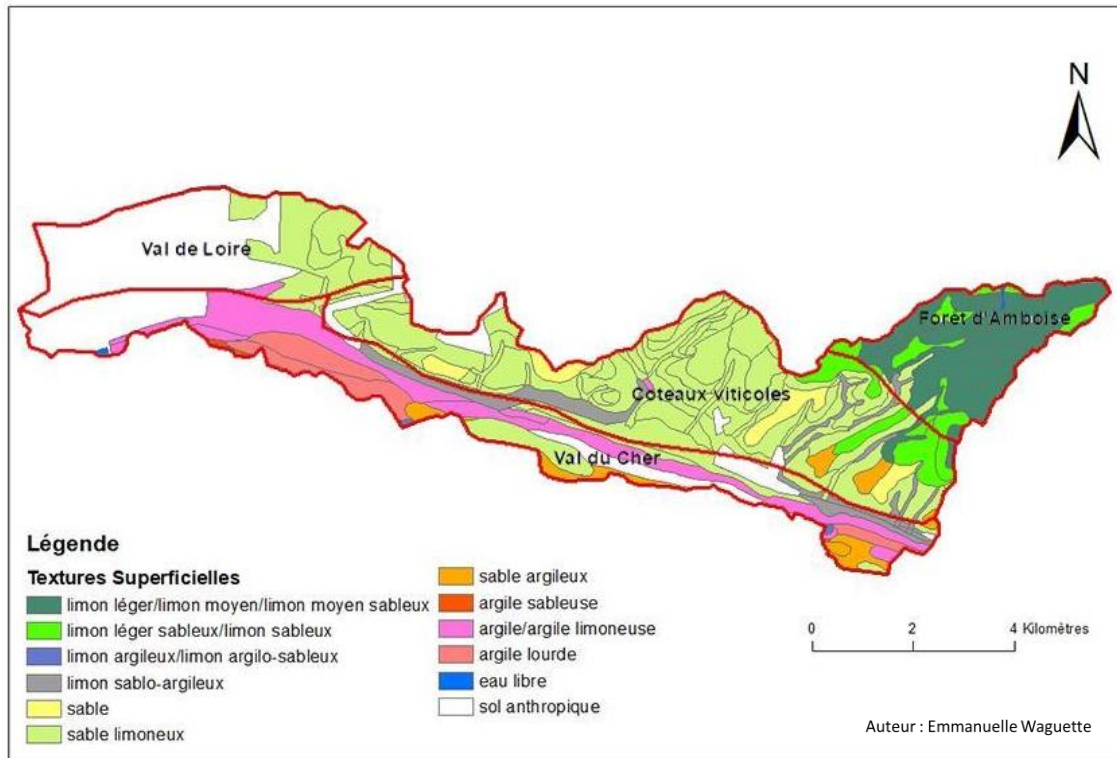 N
Val de Loire
Forêt d'Amboise
Coteaux viticoles
Val du Cher
Légende
Textures Superficielles
limon léger/limon moyen/limon moyen sableux
limon léger sableux/limon sableux
limon argileux/limon argilo-sableux
limon sablo-argileux
sable
sable limoneux
sable argileux
argile sableuse
argile/argile limoneuse
argile lourde
eau libre
sol anthropique
0 2 4 Kilomètres
Auteur : Emmanuelle Waguette